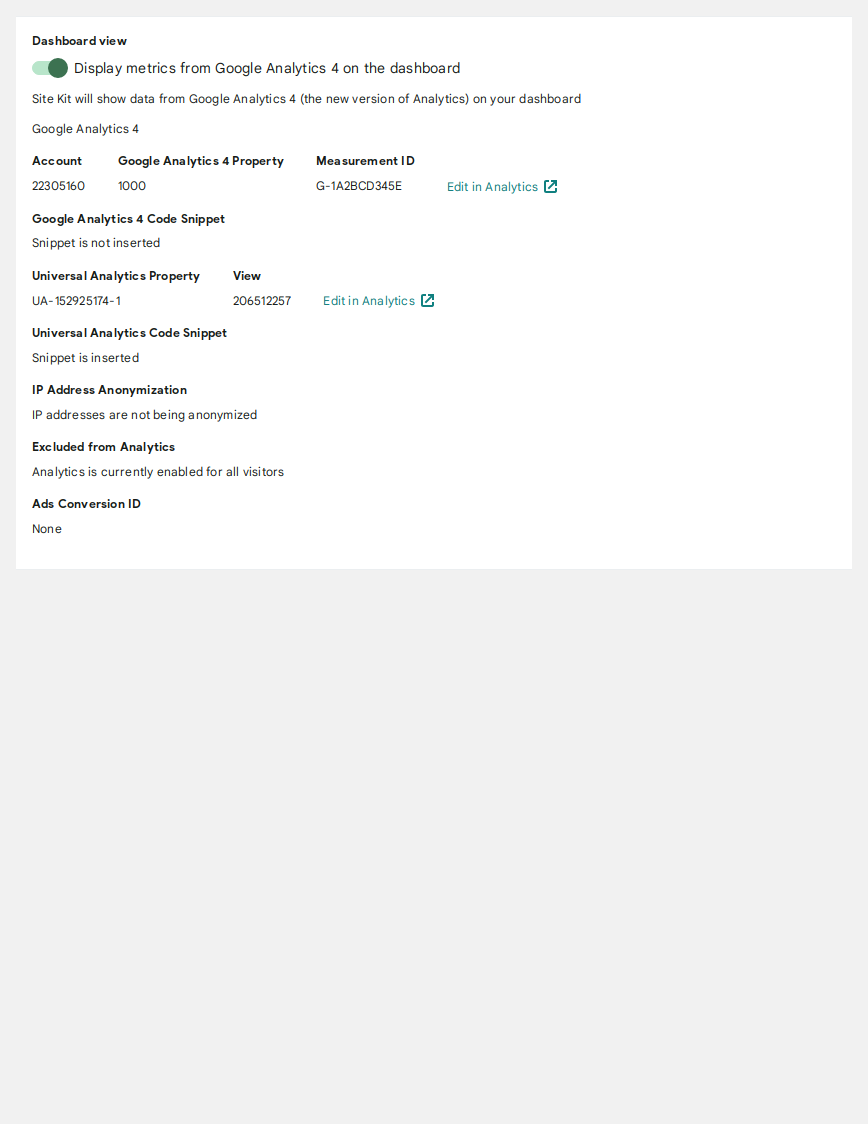 Dashboard view
Display metrics from Google Analytics 4 on the dashboard
Site Kit will show data from Google Analytics 4 (the new version of Analytics) on your dashboard
Google Analytics 4
Account Google Analytics 4 Property Measurement ID
22305160 1000 G-1A2BCD345E Edit in Analytics
Google Analytics 4 Code Snippet
Snippet is not inserted
Universal Analytics Property View
UA-152925174-1 206512257 Edit in Analytics
Universal Analytics Code Snippet
Snippet is inserted
IP Address Anonymization
IP addresses are not being anonymized
Excluded from Analytics
Analytics is currently enabled for all visitors
Ads Conversion ID
None